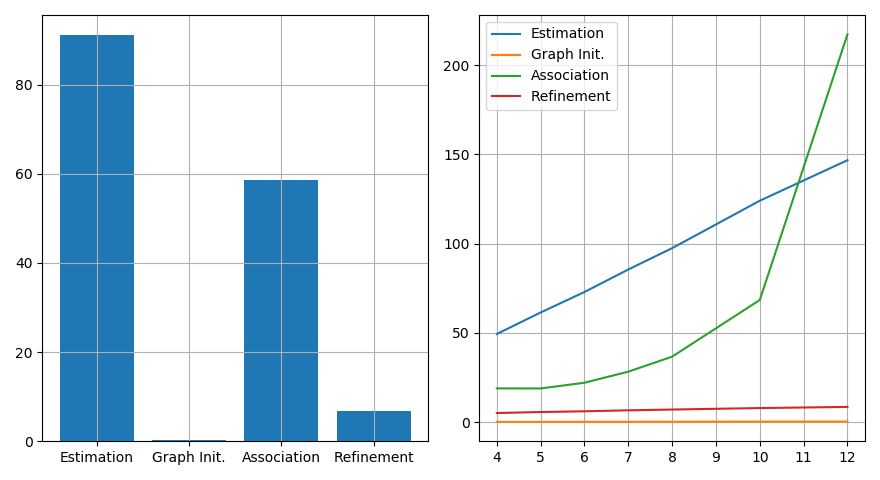 80
60
40
20
0
Estimation Graph Init. Association Refinement
Estimation
Graph Init.
Association
Refinement
200
150
100
50
0
4 5 6 7 8 9 10 11 12